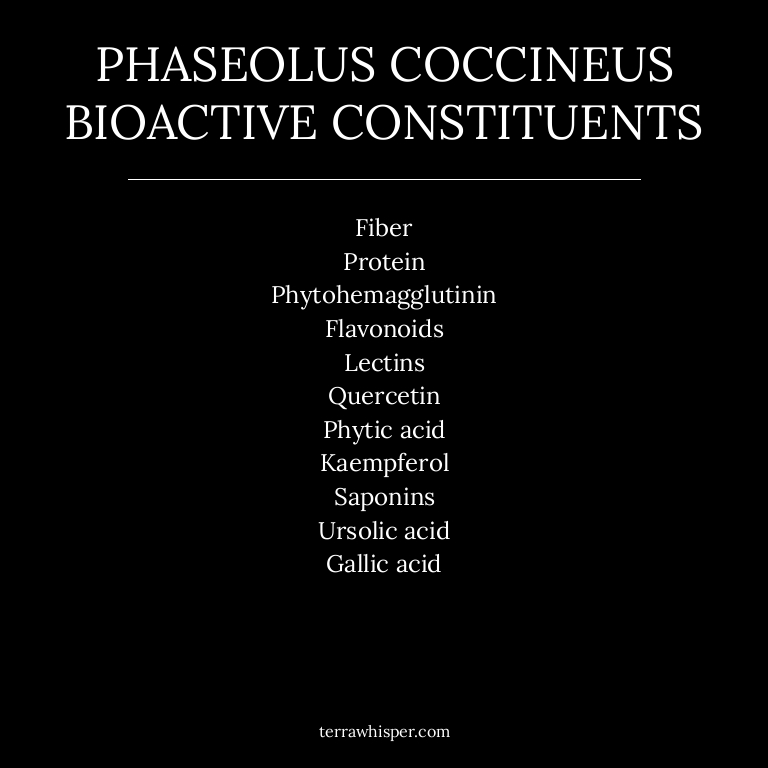 PHASEOLUS COCCINEUS
BIOACTIVE CONSTITUENTS
Fiber
Protein
Phytohemagglutinin
Flavonoids
Lectins
Quercetin
Phytic acid
Kaempferol
Saponins
Ursolic acid
Gallic acid
terrawhisper.com